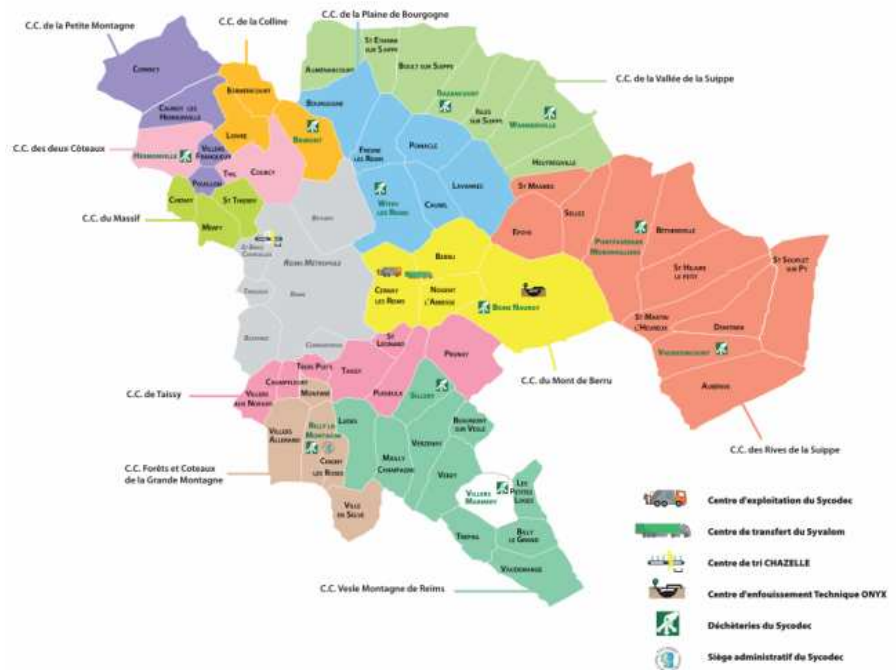 C.C. de la Plaine de Bourgogne
C.C. de la Petite Montagne
C.C. de la Colline
C.C. de la Vallée de la Suippe
C.C. des deux Côteaux
C.C. du Massif
C.C. de Taissy
C.C. du Mont de Berru
C.C. des Rives de la Suippe
C.C. Forêts et Coteaux
de la Grande Montagne
C.C. Vesle Montagne de Reims
CORMICY
CAUROY LES
HERMONVILLE
LOIVRE
BRIMONT
HERMONVILLE
VILLERS
FRANQUEUX
THIL
COURCY
POUILLON
CHENAY
ST THIERRY
MERFY
AUMÉNANCOURT
BOULT SUR SUIPPE
BAZANCOURT
ISLES
SUR SUIPPE
WARMERIVILLE
HEUTRÉGIVILLE
BOURGOGNE
FRESNE
LES REIMS
POMACLE
WITRY
LES REIMS
CAUREL
LAVANNES
ST MASMES
SELLES
EPOYE
PONTFAVERGER
MORONVILLIERS
BÉTHENIVILLE
ST HILAIRE
LE PETIT
ST SOUPLET
SUR PY
ST MARTIN
L'HEUREUX
DONTRIEN
VAUDESINCOURT
AUBERIVE
REIMS MÉTROPOLE
REIMS
BERRU
CERNAY
LES REIMS
NOGENT
L'ABBESSE
BEINE NAUROY
ST
LÉONARD
PRUNAY
TAISSY
TROIS PUITS
CHAMPFLEURY
MONTBRÉ
VILLERS
AUX NOEUDS
PUISIEULX
SILLERY
VILLERS
ALLERAND
RILLY LA
MONTAGNE
CHIGNY
LES ROSES
LUDES
VILLE
EN SELVE
MAILLY
CHAMPAGNE
VERZENAY
BEAUMONT
SUR VESLE
VERZY
VILLERS
MARMERY
LES
PETITES
LOGES
TRÉPAIL
BILLY
LE GRAND
VAUDEMANGE
Centre d'exploitation du Sycodec
Centre de transfert du Syvalom
Centre de tri CHAZELLE
Centre d'enfouissement Technique ONYX
Déchèteries du Sycodec
Siège administratif du Sycodec